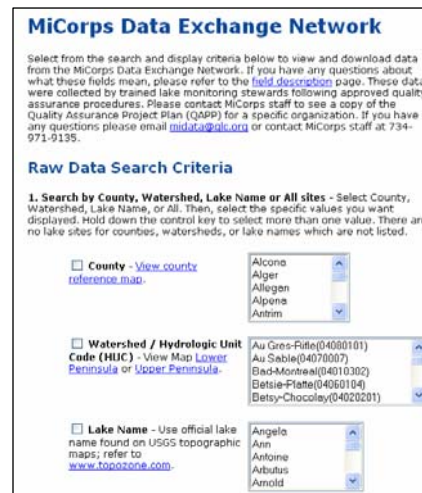 MiCorps Data Exchange Network
Select from the search and display criteria below to view and download data
from the MiCorps Data Exchange Network. If you have any questions about
what these fields mean, please refer to the field description page. These data
were collected by trained lake monitoring stewards following approved quality
assurance procedures. Please contact MiCorps staff to see a copy of the
Quality Assurance Project Plan (QAPP) for a specific organization. If you have
any questions please email midata@glc.org or contact MiCorps staff at 734-
971-9135.
Raw Data Search Criteria
1. Search by County, Watershed, Lake Name or All sites - Select County,
Watershed, Lake Name, or All. Then, select the specific values you want
displayed. Hold down the control key to select more than one value. There are
no lake sites for counties, watersheds, or lake names which are not listed.
County - View county
reference map.
Alcona
Alger
Allegan
Alpena
Antrim
Watershed / Hydrologic Unit
Code (HUC) - View Map Lower
Peninsula or Upper Peninsula.
Au Gres-Rifle(04080101)
Au Sable(04070007)
Bad-Montreal(04010302)
Betsie-Platte(04060104)
Betsy-Chocolay(04020201)
Lake Name - Use official lake
name found on USGS topographic
maps; refer to
www.topozone.com.
Angela
Ann
Antoine
Arbutus
Arnold